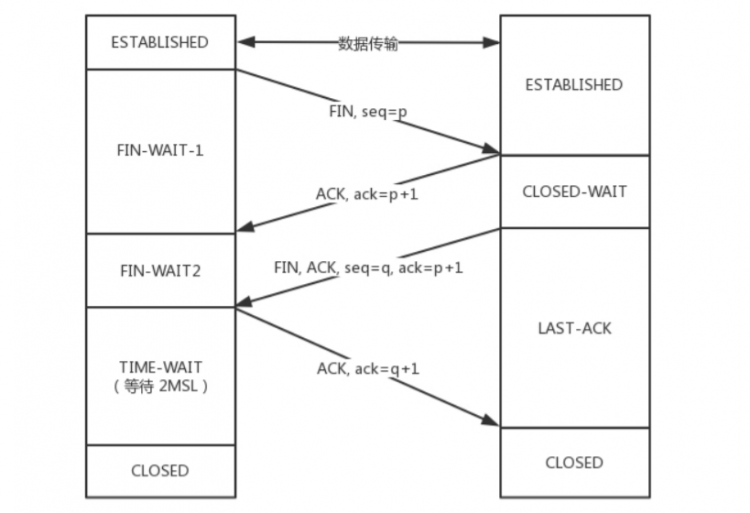 ESTABLISHED
数据传输
ESTABLISHED
FIN, seq=p
FIN-WAIT-1
ACK, ack=p+1
CLOSED-WAIT
FIN-WAIT2
FIN, ACK, seq=q, ack=p+1
LAST-ACK
TIME-WAIT
（等待 2MSL）
ACK, ack=q+1
CLOSED
CLOSED